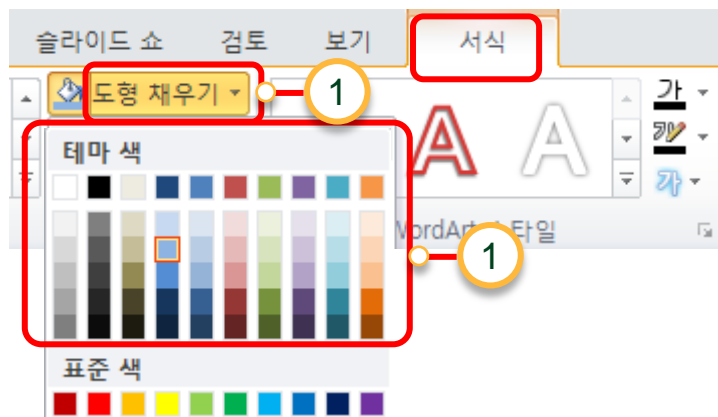 슬라이드 쇼 검토 보기 서식
도형 채우기 1 A A 가
가
테마 색
WordArt 스타일
1
표준 색